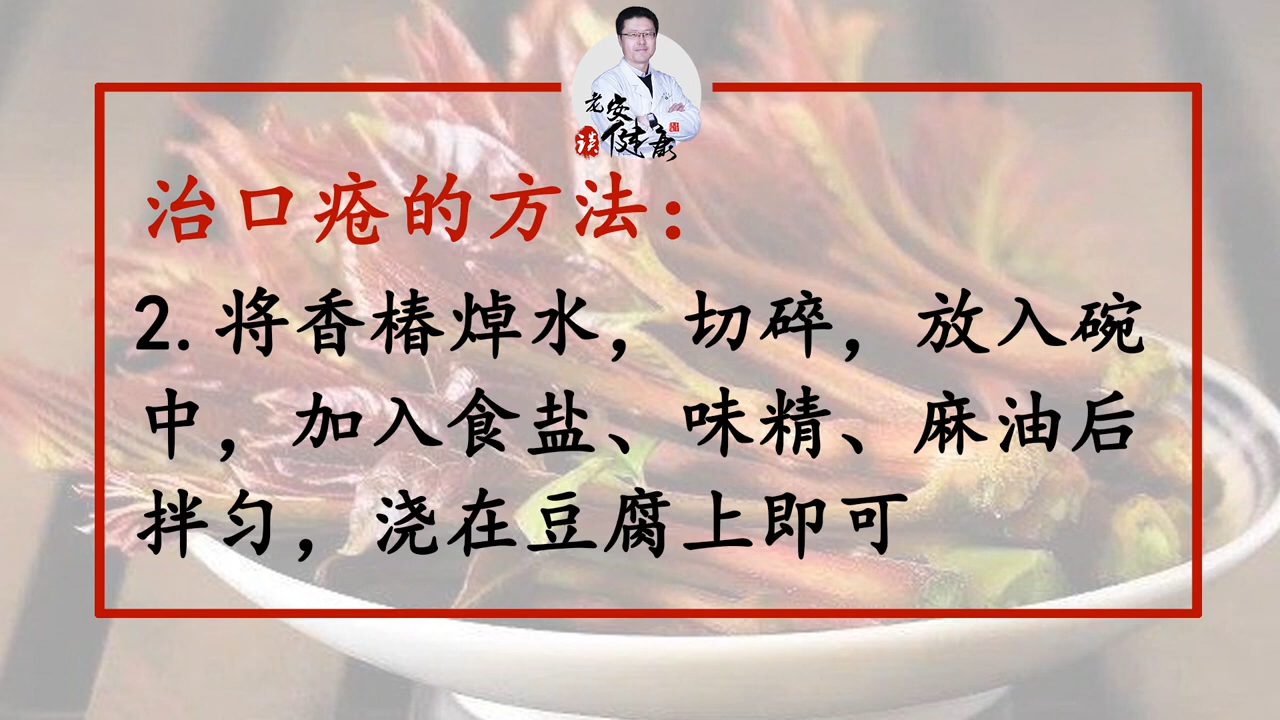 老安
谈健康
治口疮的方法：
2.将香椿焯水，切碎，放入碗
中，加入食盐、味精、麻油后
拌匀，浇在豆腐上即可